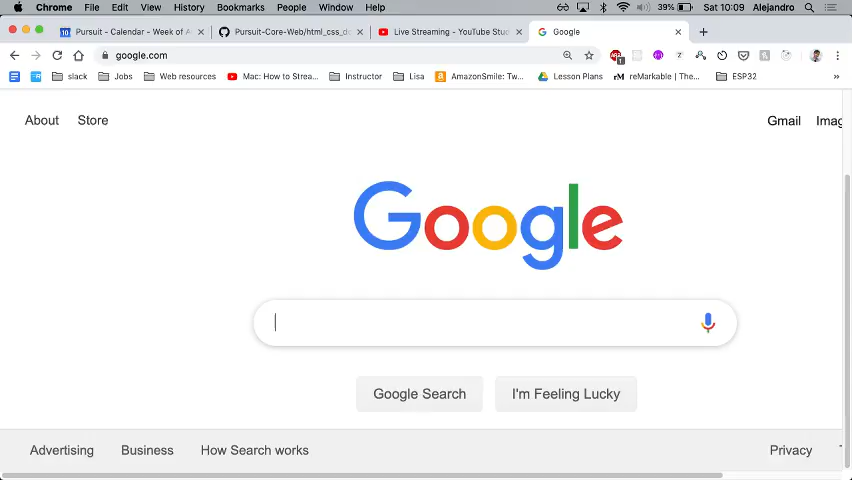 Chrome File Edit View History Bookmarks People Window Help 39% Sat 10:09 Alejandro
Pursuit - Calendar - Week of A Pursuit-Core-Web/html_css_do Live Streaming - YouTube Stud Google
google.com
slack Jobs Web resources Mac: How to Strea... Instructor Lisa AmazonSmile: Tw... Lesson Plans reMarkable | The... ESP32
About Store Gmail Imag
Google
Google Search I'm Feeling Lucky
Advertising Business How Search works Privacy